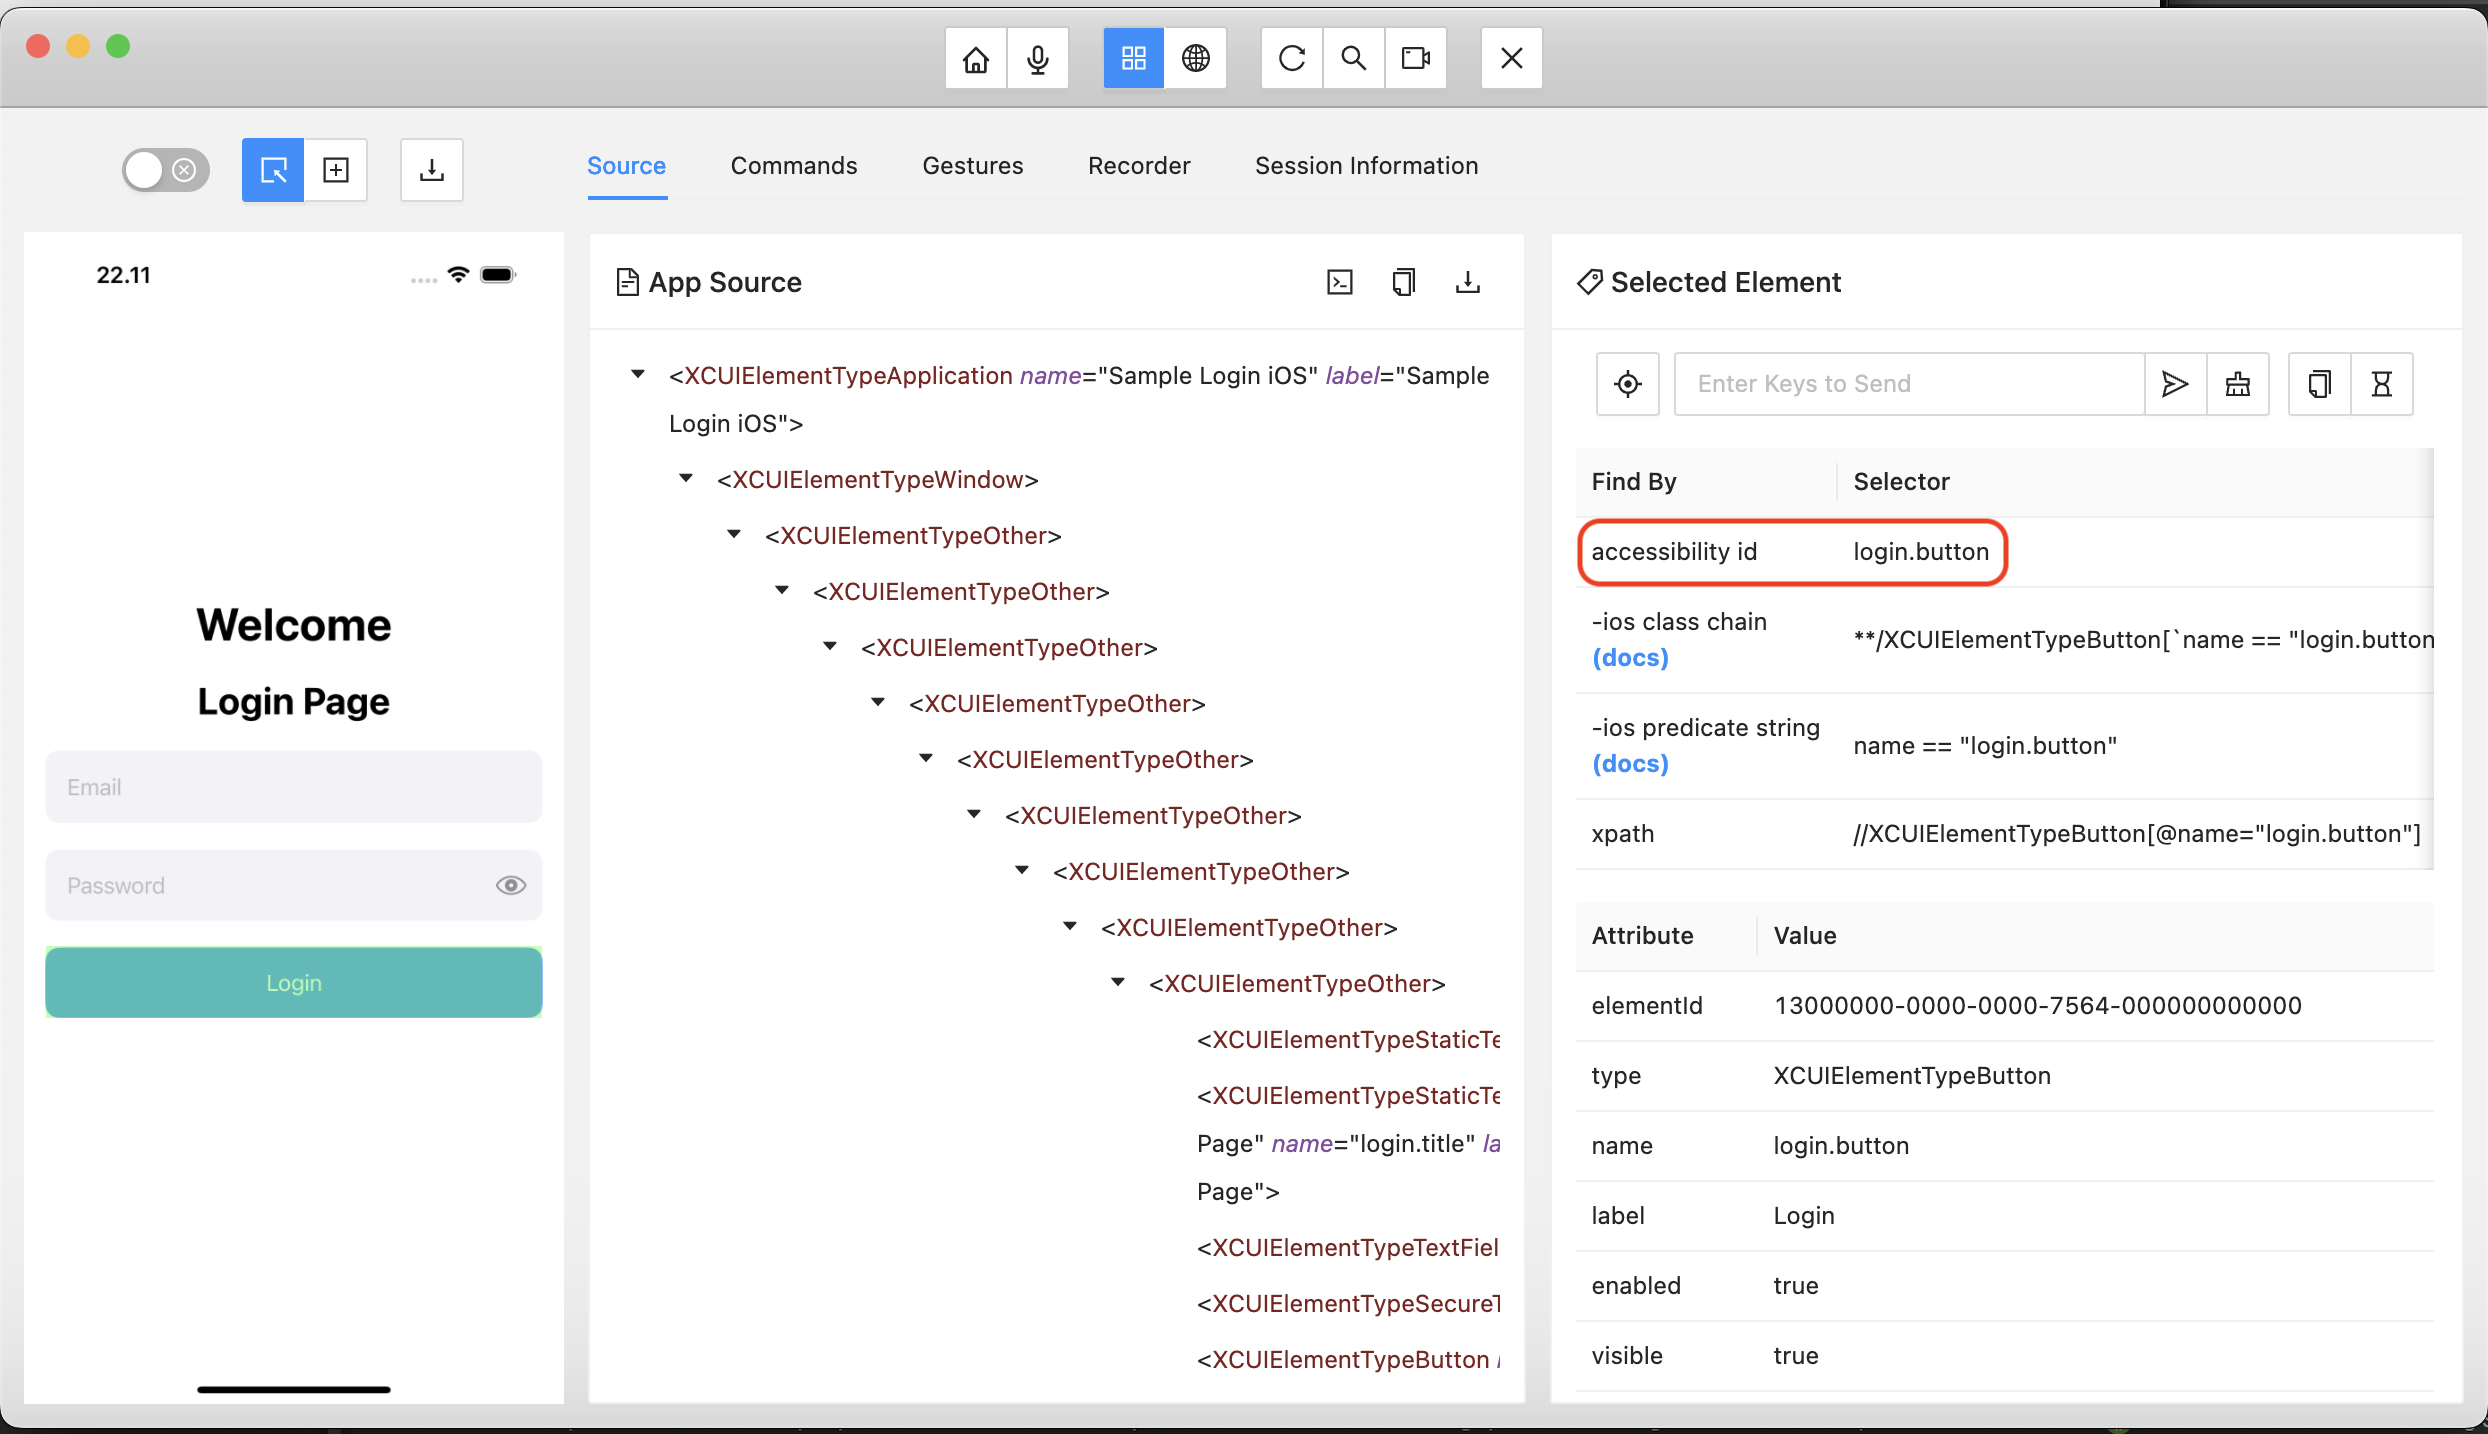 Source Commands Gestures Recorder Session Information
22.11
Welcome
Login Page
Email
Password
Login
App Source
<XCUIElementTypeApplication name="Sample Login iOS" label="Sample
Login iOS">
<XCUIElementTypeWindow>
<XCUIElementTypeOther>
<XCUIElementTypeOther>
<XCUIElementTypeOther>
<XCUIElementTypeOther>
<XCUIElementTypeOther>
<XCUIElementTypeOther>
<XCUIElementTypeOther>
<XCUIElementTypeOther>
<XCUIElementTypeOther>
<XCUIElementTypeStaticTe
<XCUIElementTypeStaticTe
Page" name="login.title" la
Page">
<XCUIElementTypeTextFiel
<XCUIElementTypeSecureT
<XCUIElementTypeButton
Selected Element
Enter Keys to Send
Find By Selector
accessibility id login.button
-ios class chain
(docs)
**/XCUIElementTypeButton[`name == "login.button
-ios predicate string
(docs)
name == "login.button"
xpath //XCUIElementTypeButton[@name="login.button"]
Attribute Value
elementId 13000000-0000-0000-7564-000000000000
type XCUIElementTypeButton
name login.button
label Login
enabled true
visible true